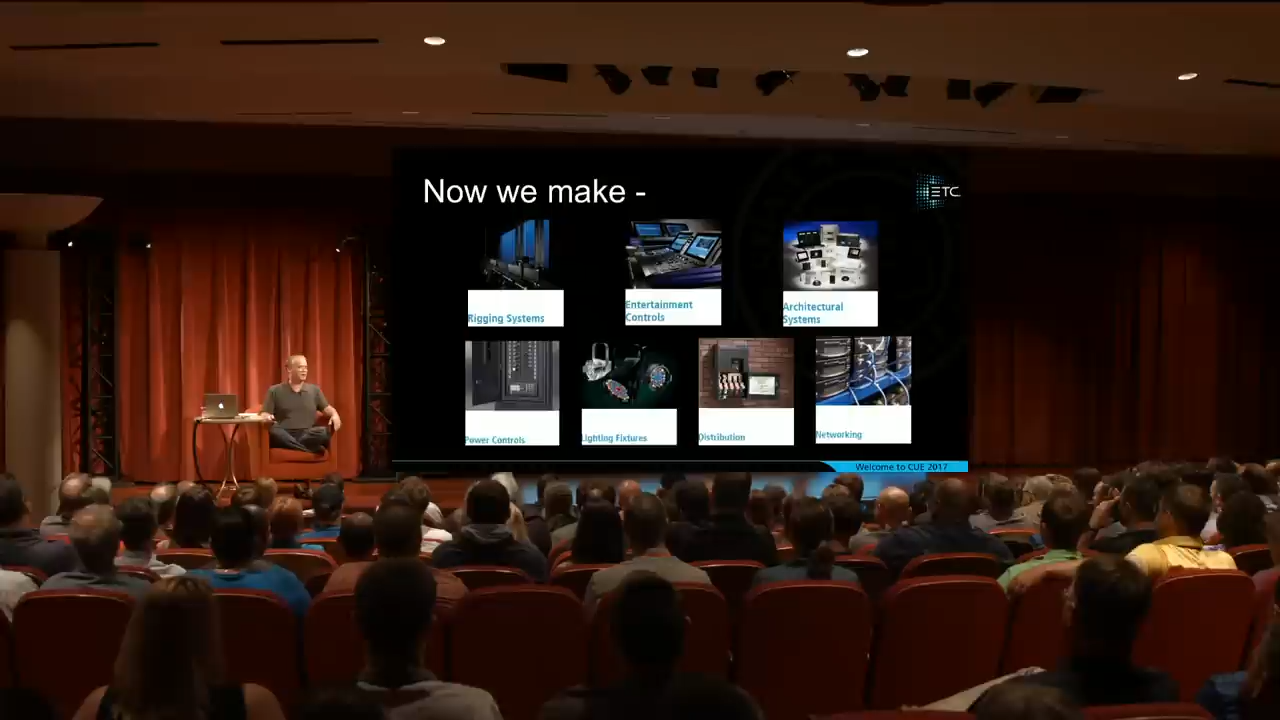 Now we make -
ETC
Rigging Systems
Entertainment
Controls
Architectural
Systems
Power Controls
Lighting Fixtures
Distribution
Networking
Welcome to CUE 2017